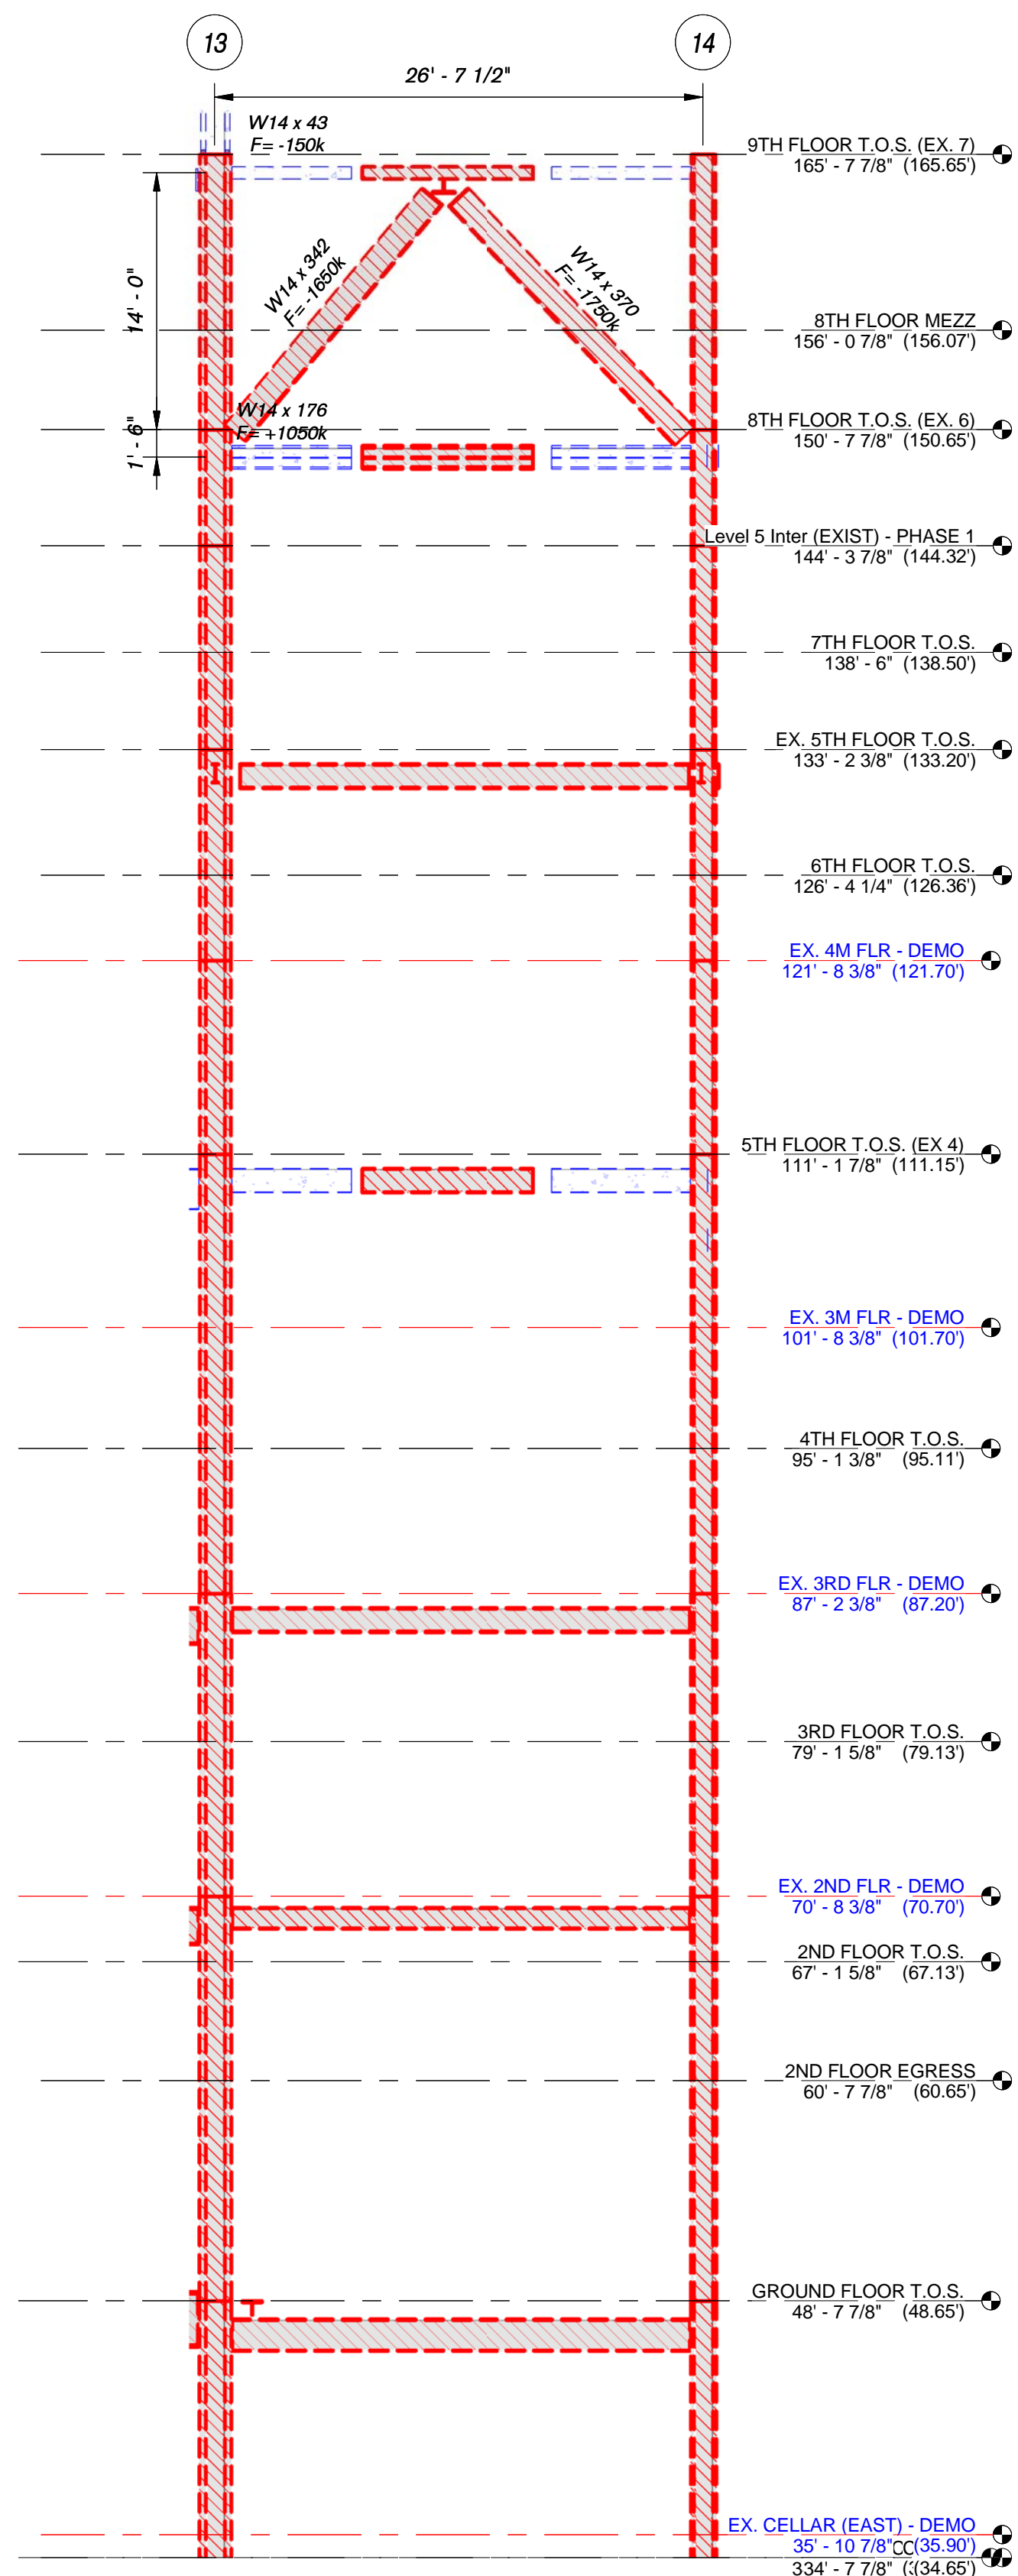 13
14
26' - 7 1/2"
W14 x 43
F= -150k
9TH FLOOR T.O.S. (EX. 7)
165' - 7 7/8" (165.65')
14' - 0"
W14 x 342
F= -1650k
W14 x 370
F= -1750k
8TH FLOOR MEZZ
156' - 0 7/8" (156.07')
W14 x 176
F= +1050k
1' - 6"
8TH FLOOR T.O.S. (EX. 6)
150' - 7 7/8" (150.65')
Level 5 Inter (EXIST) - PHASE 1
144' - 3 7/8" (144.32')
7TH FLOOR T.O.S.
138' - 6" (138.50')
EX. 5TH FLOOR T.O.S.
133' - 2 3/8" (133.20')
6TH FLOOR T.O.S.
126' - 4 1/4" (126.36')
EX. 4M FLR - DEMO
121' - 8 3/8" (121.70')
5TH FLOOR T.O.S. (EX 4)
111' - 1 7/8" (111.15')
EX. 3M FLR - DEMO
101' - 8 3/8" (101.70')
4TH FLOOR T.O.S.
95' - 1 3/8" (95.11')
EX. 3RD FLR - DEMO
87' - 2 3/8" (87.20')
3RD FLOOR T.O.S.
79' - 1 5/8" (79.13')
EX. 2ND FLR - DEMO
70' - 8 3/8" (70.70')
2ND FLOOR T.O.S.
67' - 1 5/8" (67.13')
2ND FLOOR EGRESS
60' - 7 7/8" (60.65')
GROUND FLOOR T.O.S.
48' - 7 7/8" (48.65')
EX. CELLAR (EAST) - DEMO
35' - 10 7/8" (35.90')
7 7/8" (34.65')